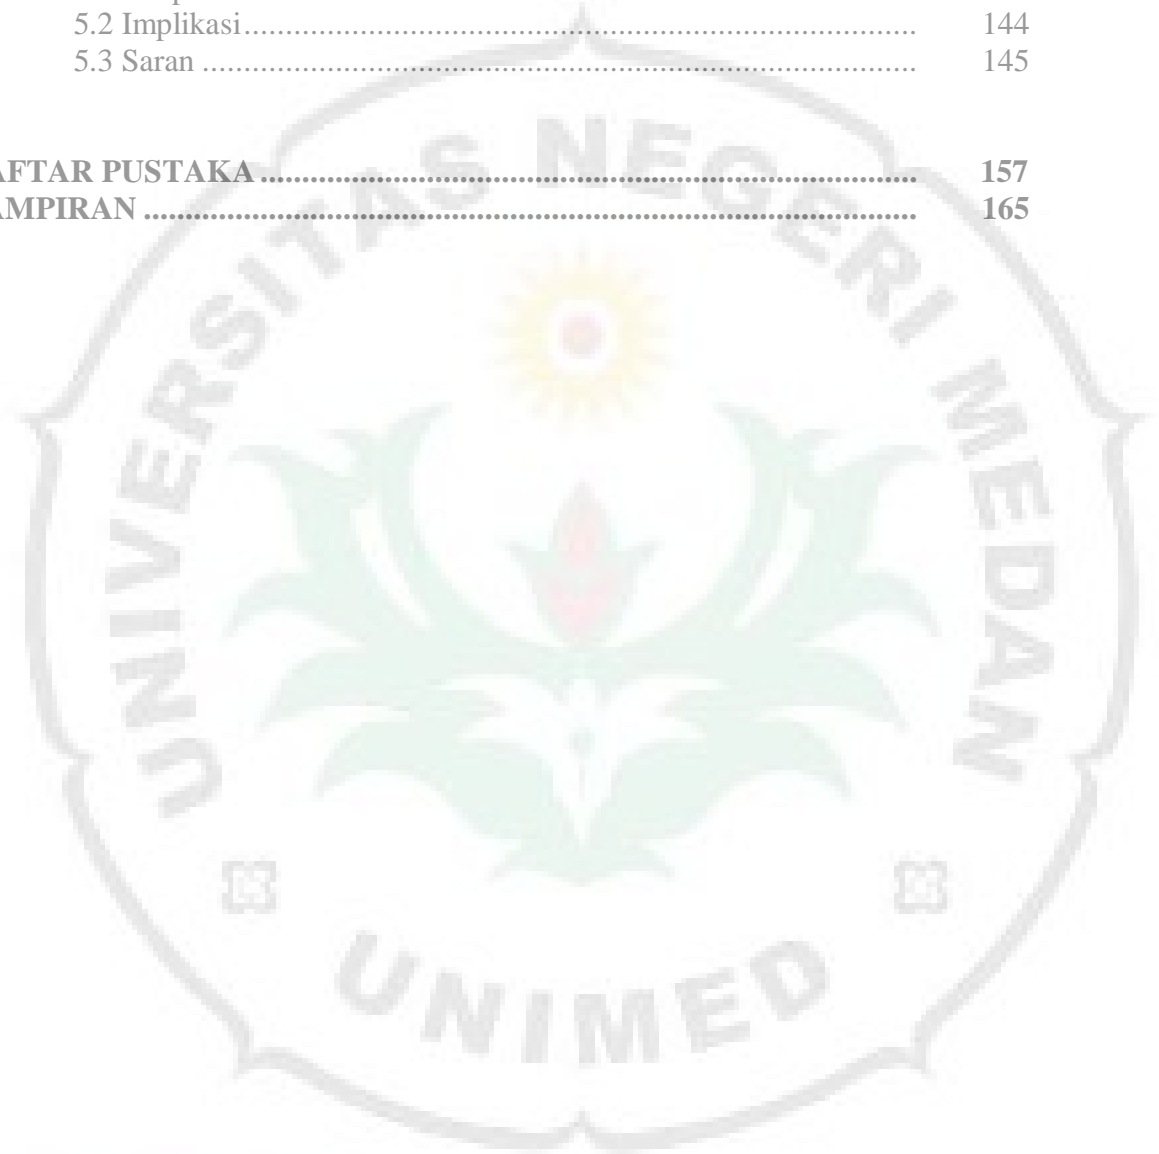 5.2 Implikasi.................................................................................. 144
5.3 Saran ....................................................................................... 145
AFTAR PUSTAKA ................................................................................ 157
AMPIRAN .............................................................................................. 165
UNIVERSITAS NEGERI MEDAN
UNIMED